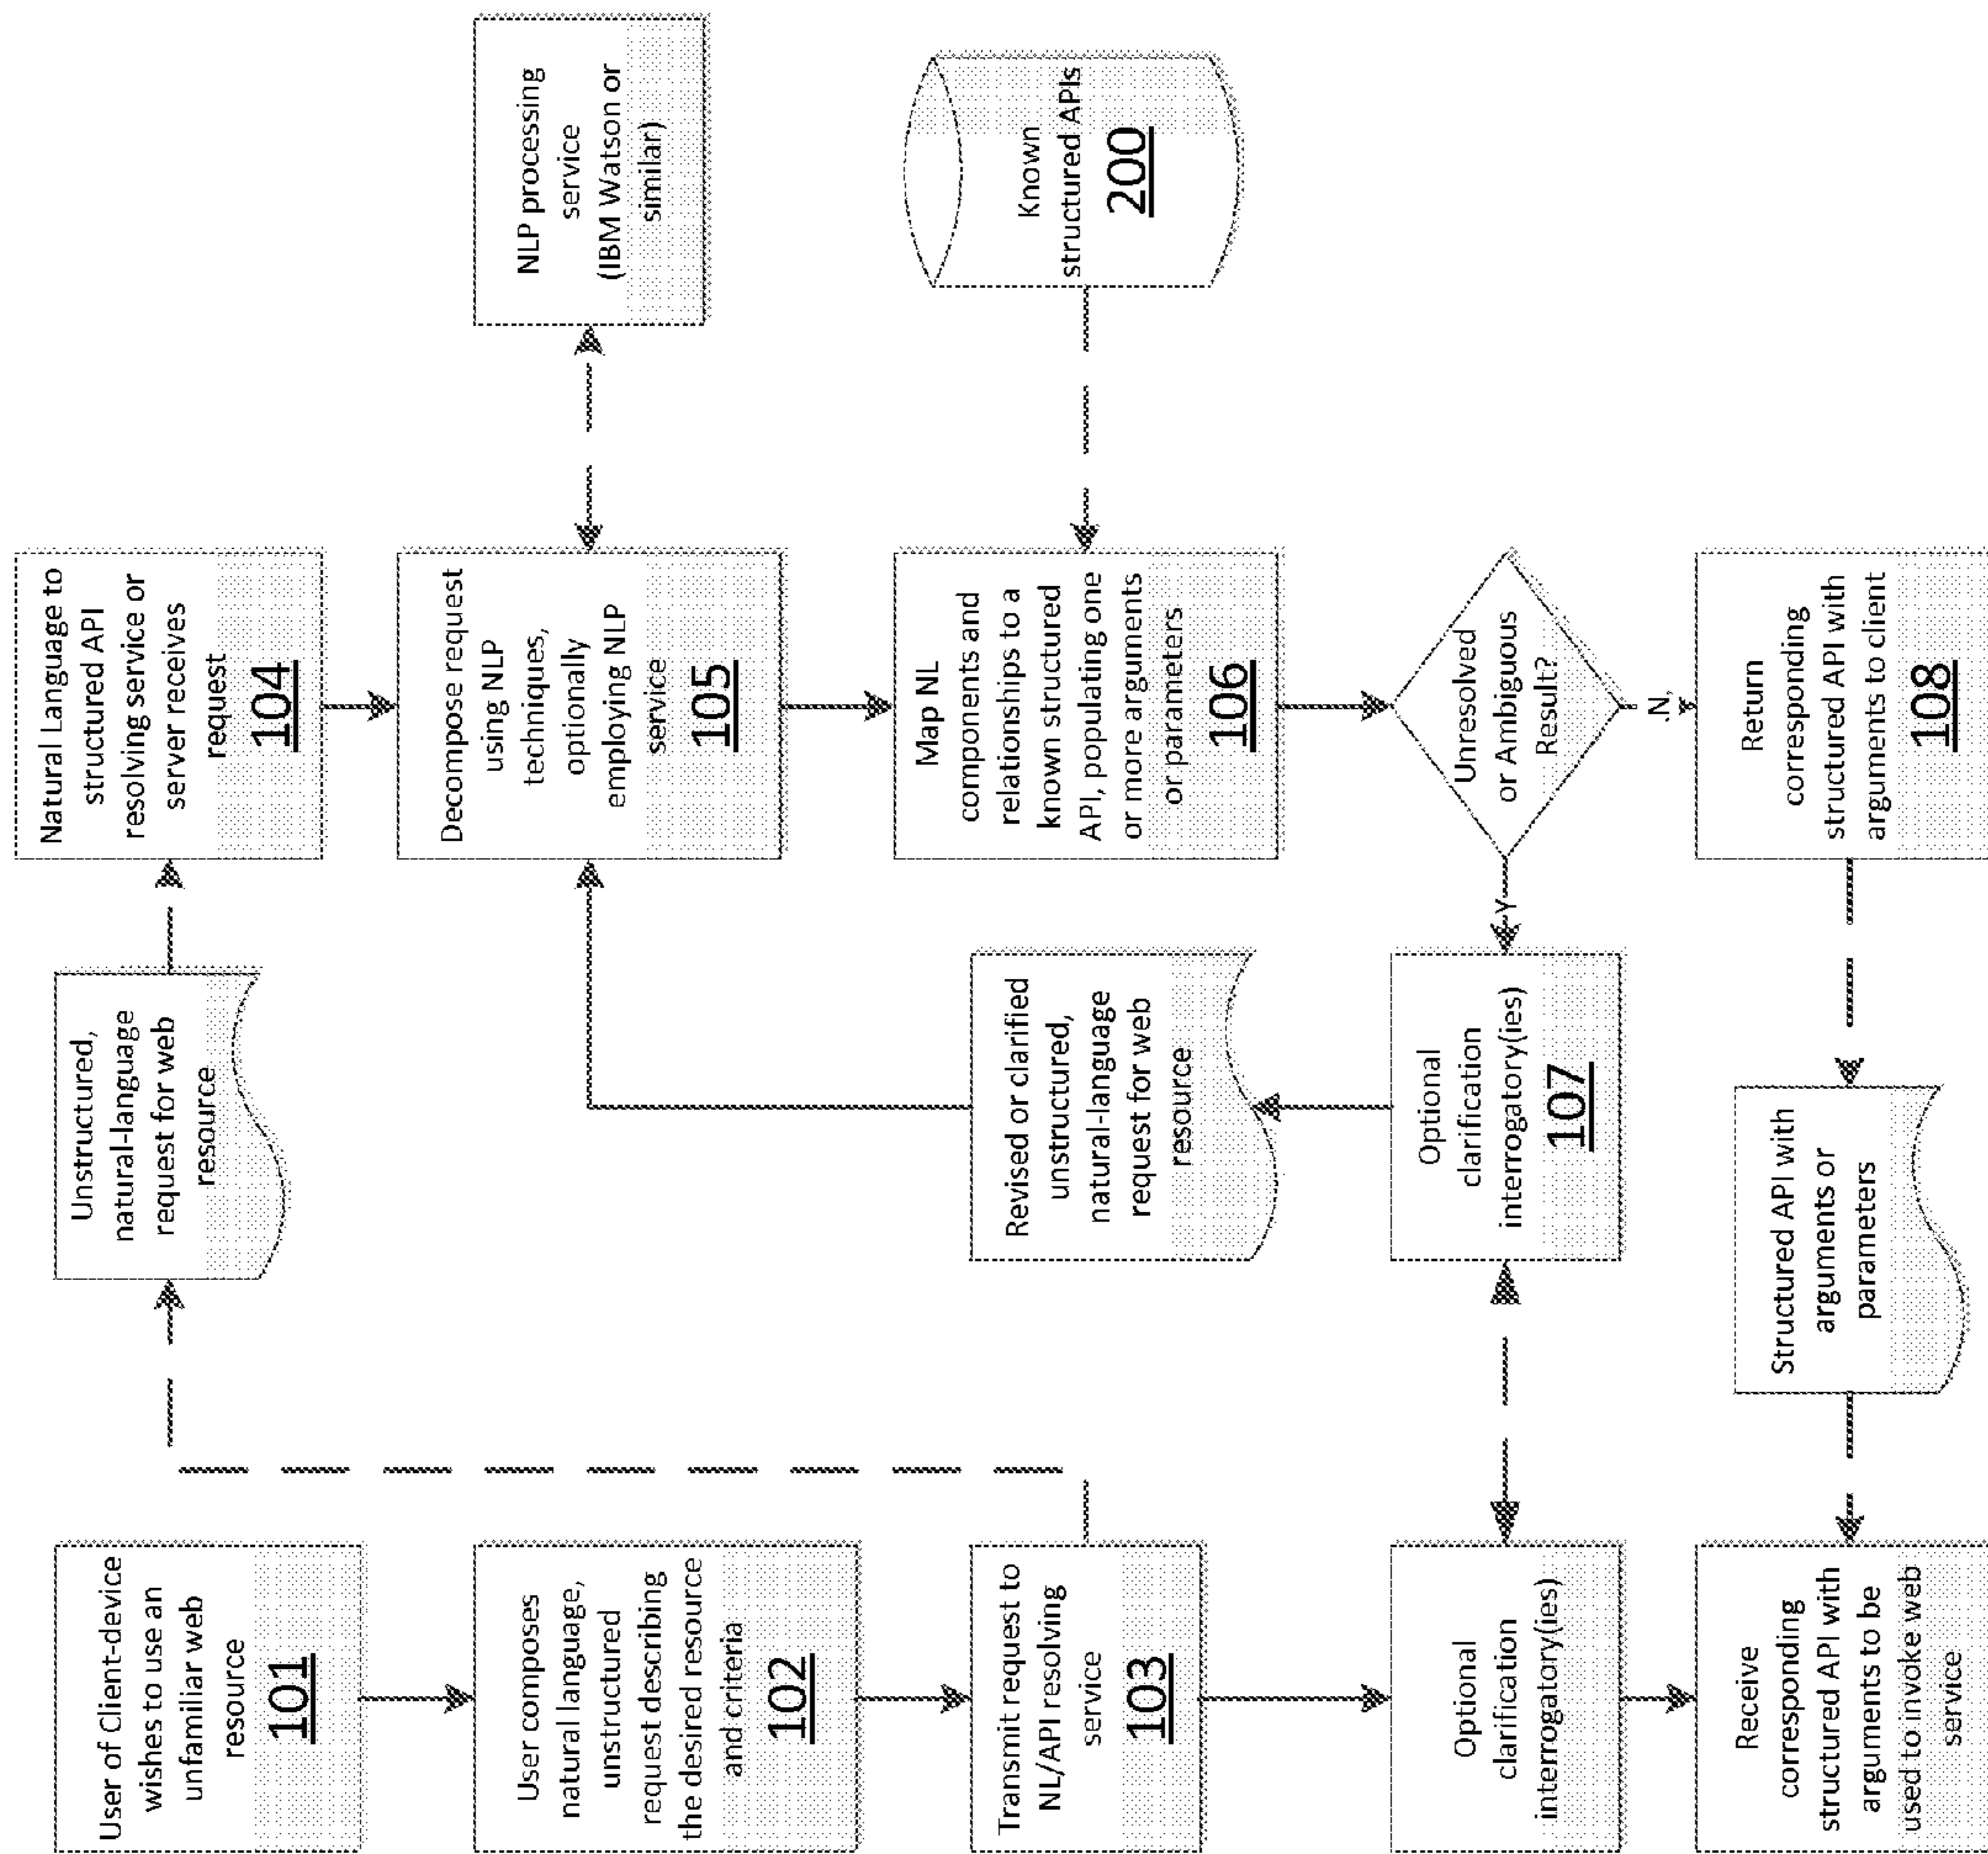 User of Client-device
wishes to use an
unfamiliar web
resource
101
User composes
natural language,
unstructured
request describing
the desired resource
and criteria
102
Transmit request to
NL/API resolving
service
103
Optional
clarification
interrogatory(ies)
Receive
corresponding
structured API with
arguments to be
used to invoke web
service
Unstructured,
natural-language
request for web
resource
Revised or clarified
unstructured,
natural-language
request for web
resource
Optional
clarification
interrogatory(ies)
107
Structured API with
arguments or
parameters
Natural Language to
structured API
resolving service or
server receives
request
104
Decompose request
using NLP
techniques,
optionally
employing NLP
service
105
Map NL
components and
relationships to a
known structured
API, populating one
or more arguments
or parameters
106
Unresolved
or Ambiguous
Result?
Y
N
Return
corresponding
structured API with
arguments to client
108
NLP processing
service
(IBM Watson or
similar)
Known
structured APIs
200